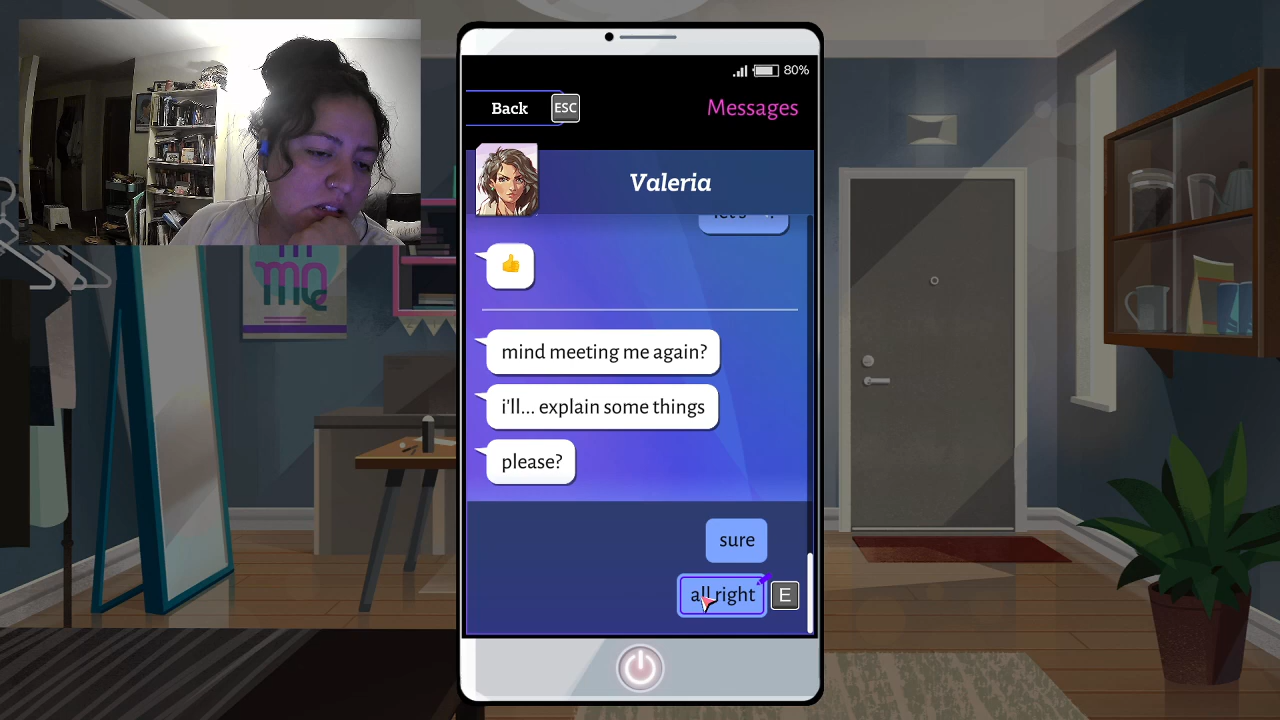 80%
Back
ESC
Messages
Valeria
👍
mind meeting me again?
i'll... explain some things
please?
sure
all right
E